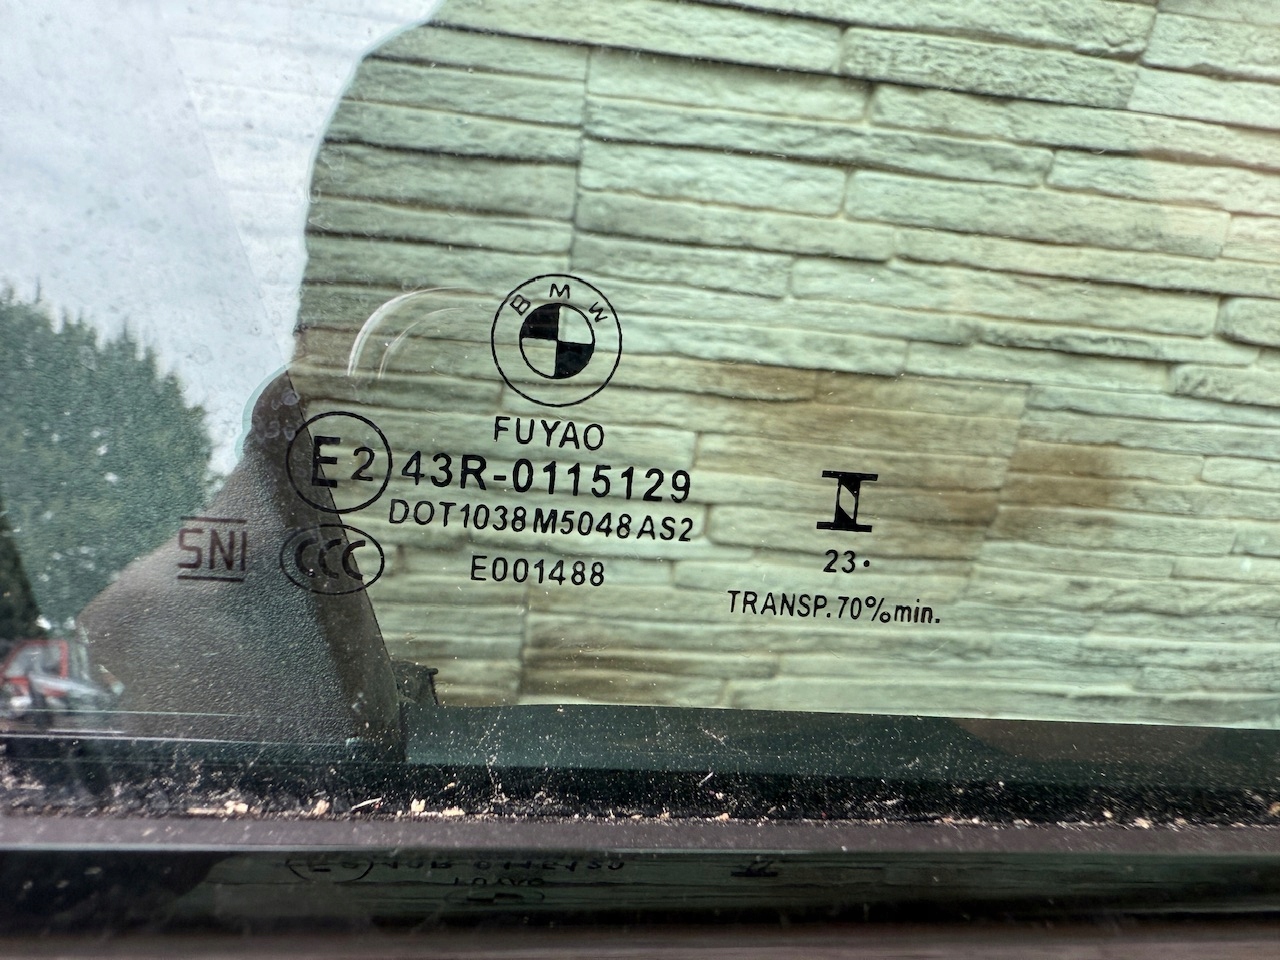 BMW
FUYAO
E2 43R-0115129
DOT1038 M5048 AS2
SNI CCC E001488
I
23.
TRANSP.70%min.